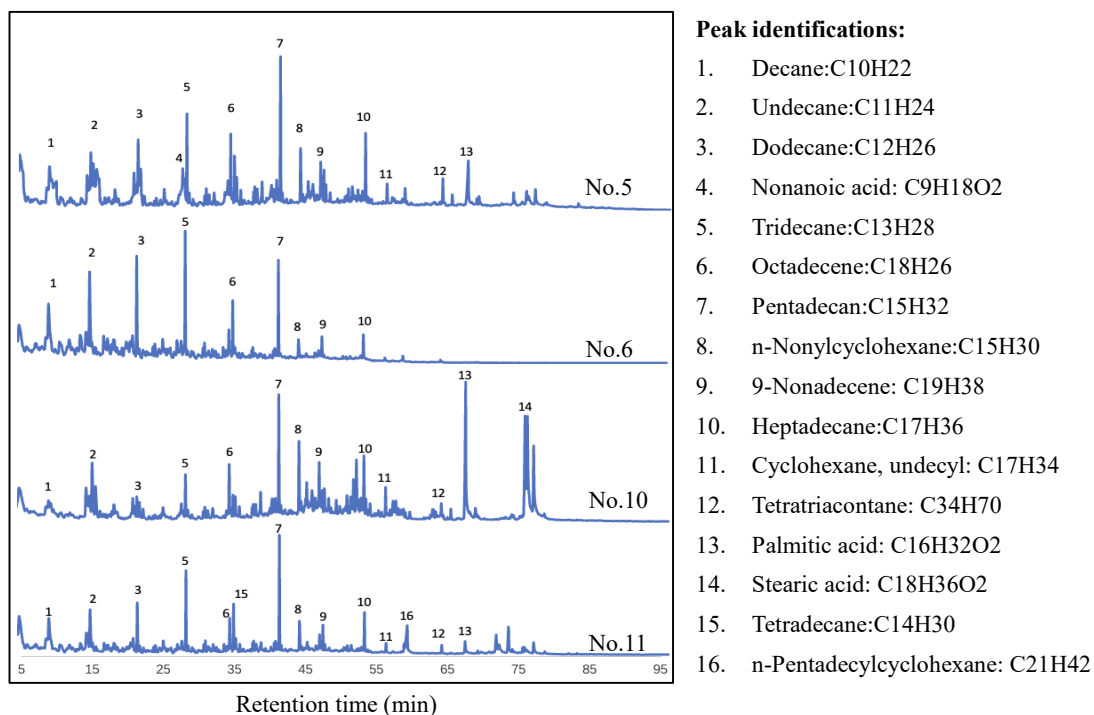 7
5
3
6
10
2
8
1
13
4
9
12
11
No.5
5
7
3
2
1
6
8
9
10
No.6
13
7
14
8
2
6
10
9
5
11
1
3
12
No.10
7
5
3
15
2
1
6
8
9
10
16
11
12
13
No.11
5 15 25 35 45 55 65 75 85 95
Retention time (min)
Peak identifications:
1. Decane:C10H22
2. Undecane:C11H24
3. Dodecane:C12H26
4. Nonanoic acid: C9H18O2
5. Tridecane:C13H28
6. Octadecene:C18H26
7. Pentadecan:C15H32
8. n-Nonylcyclohexane:C15H30
9. 9-Nonadecene: C19H38
10. Heptadecane:C17H36
11. Cyclohexane, undecyl: C17H34
12. Tetratriacontane: C34H70
13. Palmitic acid: C16H32O2
14. Stearic acid: C18H36O2
15. Tetradecane:C14H30
16. n-Pentadecylcyclohexane: C21H42